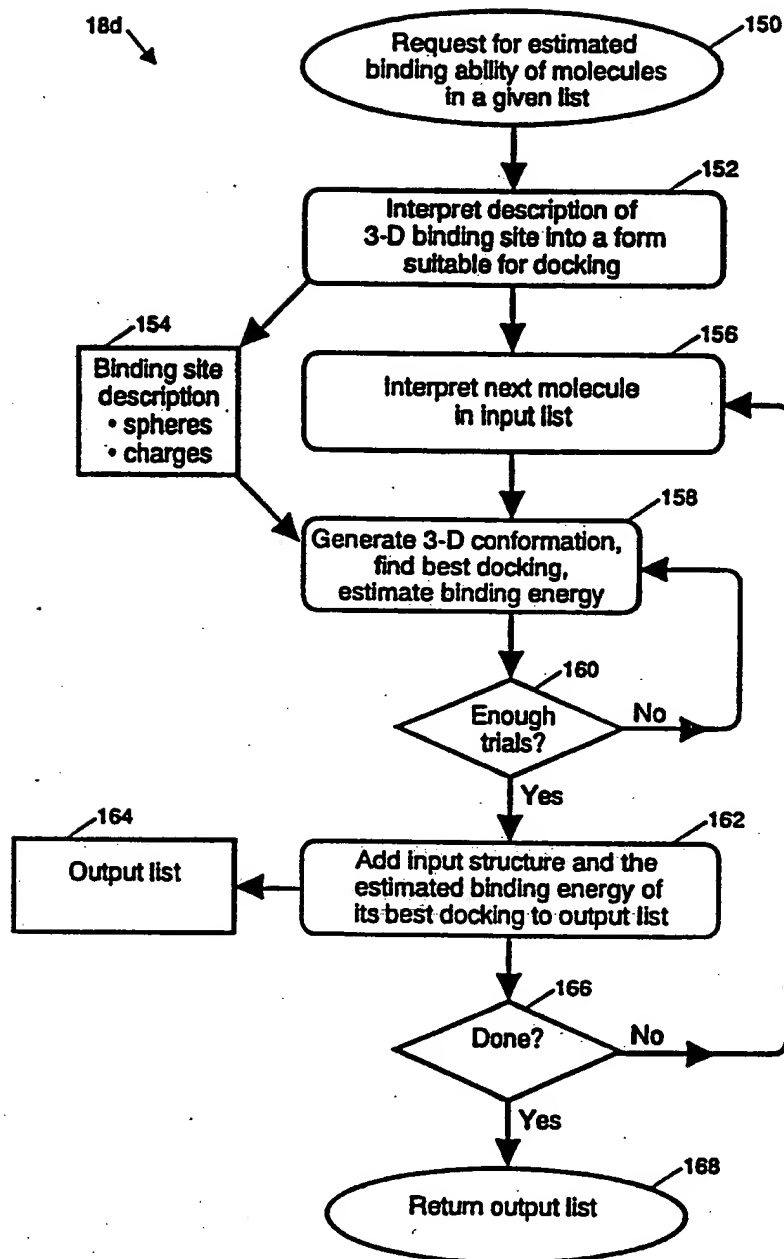 18d
150
Request for estimated
binding ability of molecules
in a given list
152
Interpret description of
3-D binding site into a form
suitable for docking
154
Binding site
description
• spheres
• charges
156
Interpret next molecule
in input list
158
Generate 3-D conformation,
find best docking,
estimate binding energy
160
Enough
trials?
No
Yes
164
Output list
162
Add input structure and the
estimated binding energy of
its best docking to output list
166
Done?
No
Yes
168
Return output list